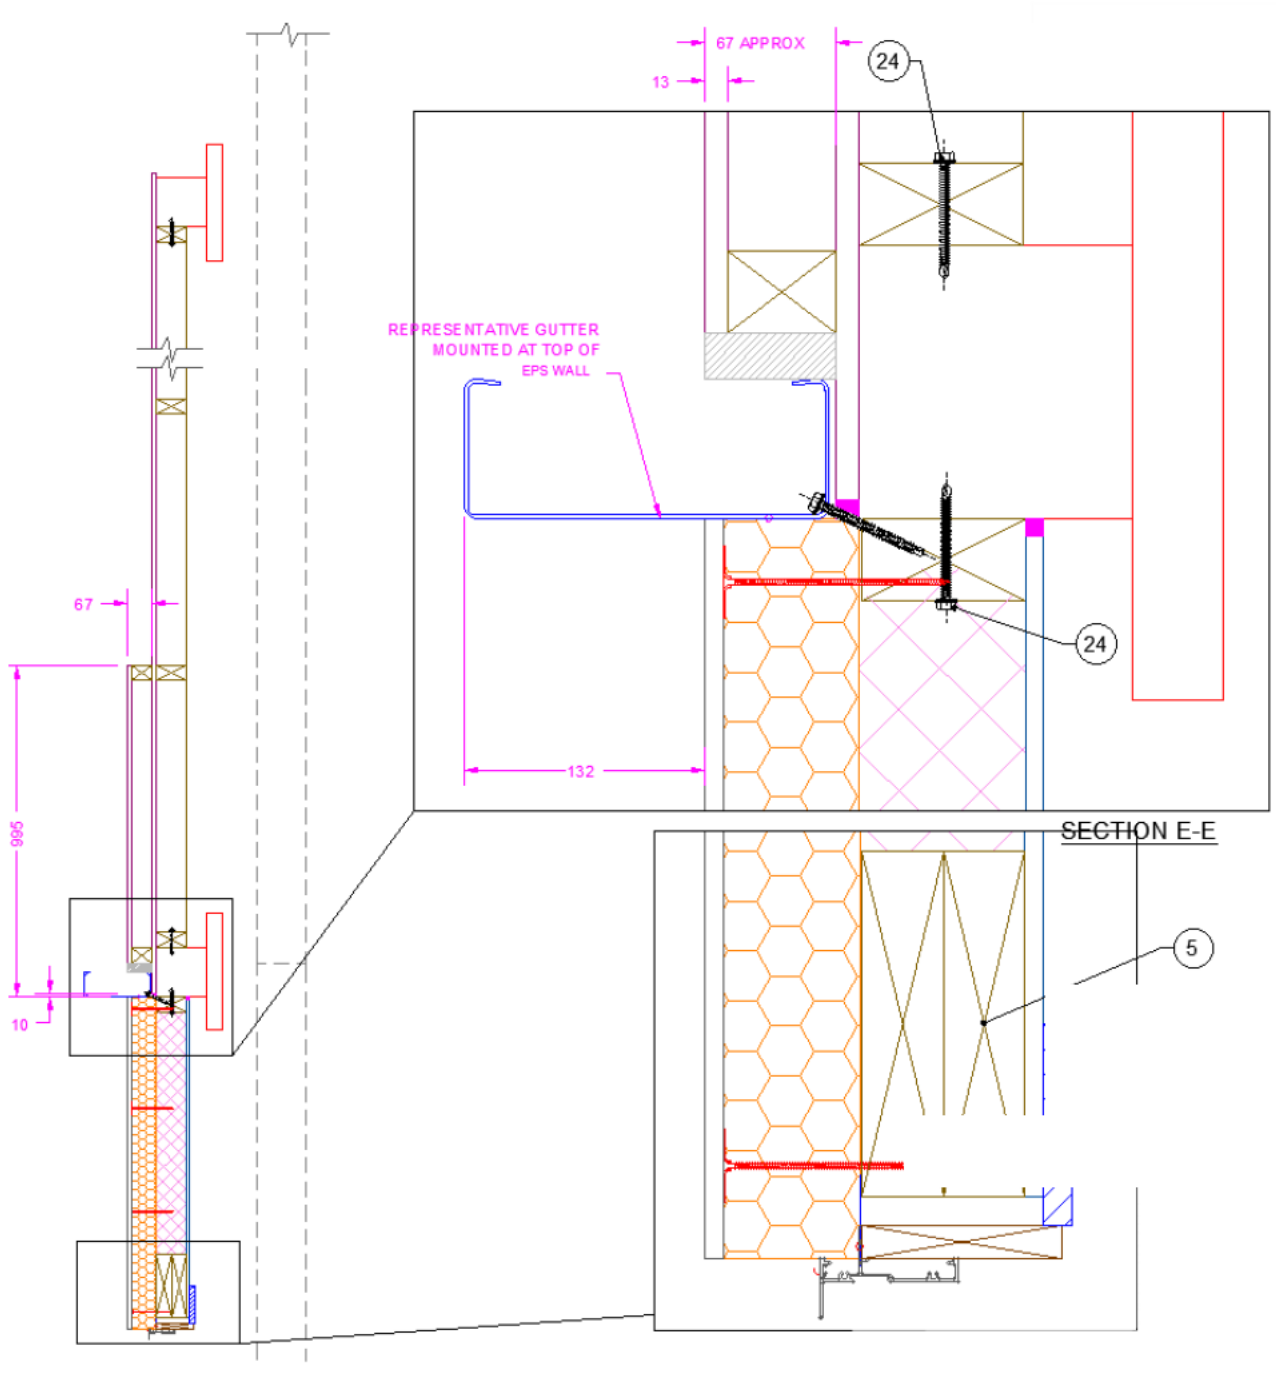 67 APPROX
24
13
REPRESENTATIVE GUTTER
MOUNTED AT TOP OF
EPS WALL
67
24
132
995
SECTION E-E
5
10